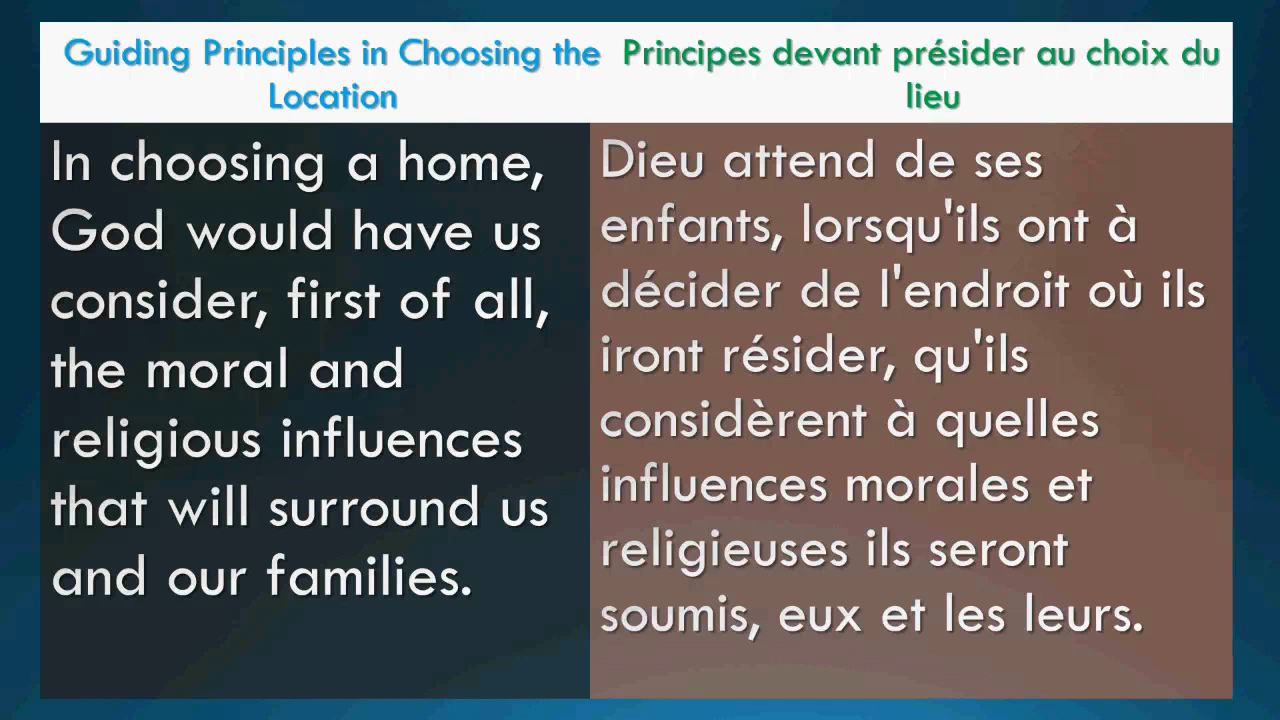 Guiding Principles in Choosing the
Location
Principes devant présider au choix du
lieu
In choosing a home,
God would have us
consider, first of all,
the moral and
religious influences
that will surround us
and our families.
Dieu attend de ses
enfants, lorsqu'ils ont à
décider de l'endroit où ils
iront résider, qu'ils
considèrent à quelles
influences morales et
religieuses ils seront
soumis, eux et les leurs.